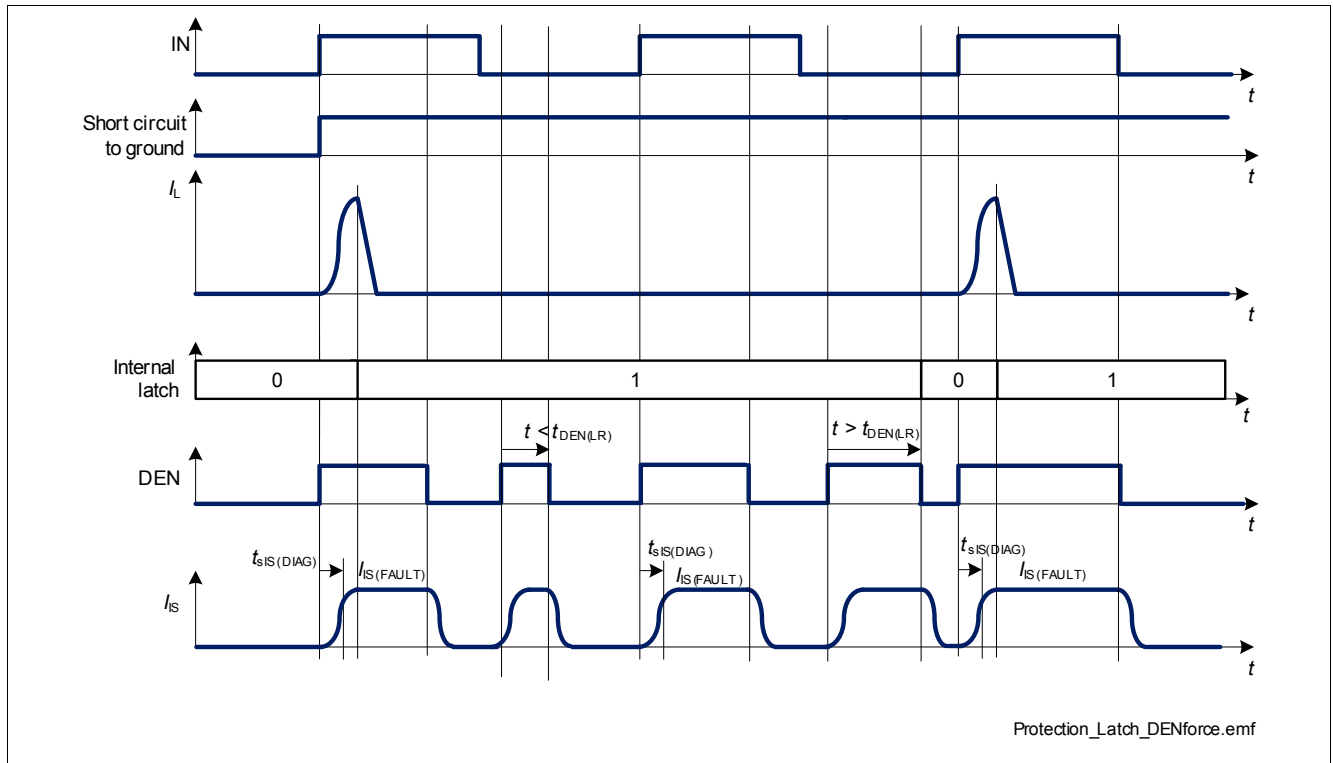 IN
t
Short circuit
to ground
t
IL
t
Internal
latch
0
1
0
1
t
t < tDEN(LR)
t > tDEN(LR)
DEN
t
tsIS(DIAG)
IIS(FAULT)
tsIS(DIAG)
IIS(FAULT)
tsIS(DIAG)
IIS(FAULT)
IIS
t
Protection_Latch_DENforce.emf